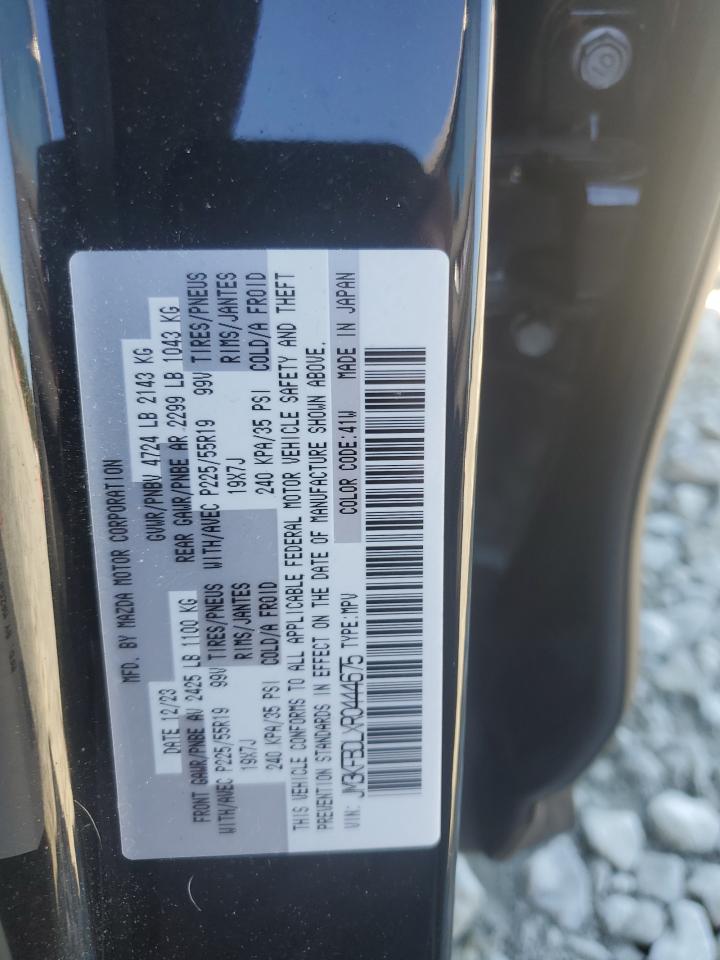 MFD. BY MAZDA MOTOR CORPORATION
DATE 12/23 GVWR/PNBV 4724 LB 2143 KG
FRONT GAWR/PNBE AV 2425 LB 1100 KG REAR GAWR/PNBE AR 2299 LB 1043 KG
WITH/AVEC P225/55R19 99V TIRES/PNEUS WITH/AVEC P225/55R19 99V TIRES/PNEUS
19X7J RIMS/JANTES 19X7J RIMS/JANTES
240 KPA/35 PSI COLD/A FROID 240 KPA/35 PSI COLD/A FROID
THIS VEHICLE CONFORMS TO ALL APPLICABLE FEDERAL MOTOR VEHICLE SAFETY AND THEFT
PREVENTION STANDARDS IN EFFECT ON THE DATE OF MANUFACTURE SHOWN ABOVE.
VIN: JM3KFBDLXR0444675 TYPE:MPV COLOR CODE:41W MADE IN JAPAN